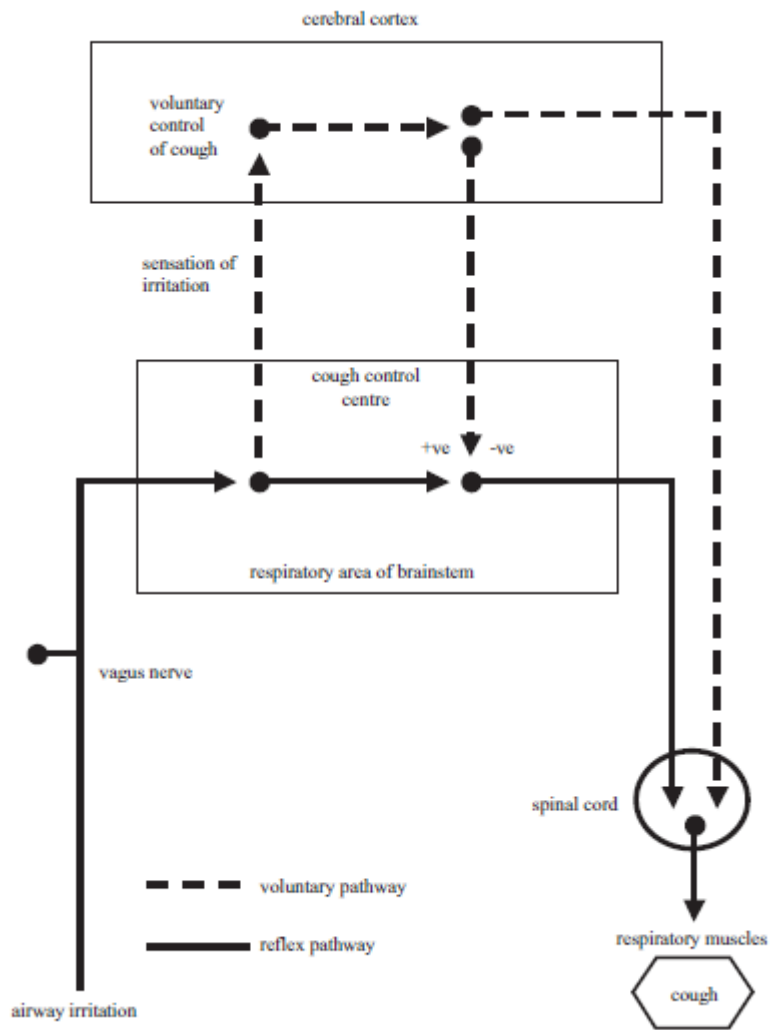 cerebral cortex
voluntary
control
of cough
sensation of
irritation
cough control
centre
+ve -ve
respiratory area of brainstem
vagus nerve
spinal cord
voluntary pathway
reflex pathway
respiratory muscles
cough
airway irritation